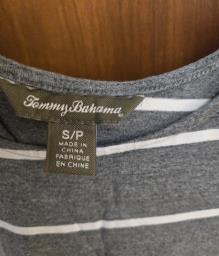 Tommy Bahama®
S/P
MADE IN
CHINA
FABRIQUÉ
EN CHINE